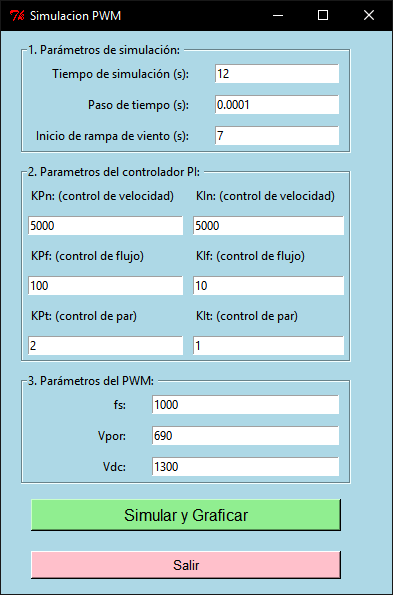 Simulacion PWM
1. Parámetros de simulación:
Tiempo de simulación (s): 12
Paso de tiempo (s): 0.0001
Inicio de rampa de viento (s): 7
2. Parametros del controlador PI:
KPn: (control de velocidad) KIn: (control de velocidad)
5000 5000
KPf: (control de flujo) KIf: (control de flujo)
100 10
KPt: (control de par) KIt: (control de par)
2 1
3. Parámetros del PWM:
fs: 1000
Vpor: 690
Vdc: 1300
Simular y Graficar
Salir